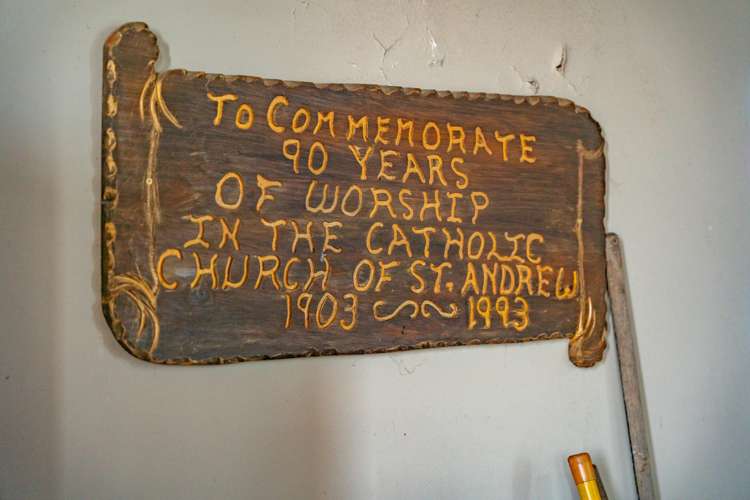 To COMMEMORATE
90 YEARS
OF WORSHIP
IN THE CATHOLIC
CHURCH OF ST. ANDREW
1903 ~ 1993